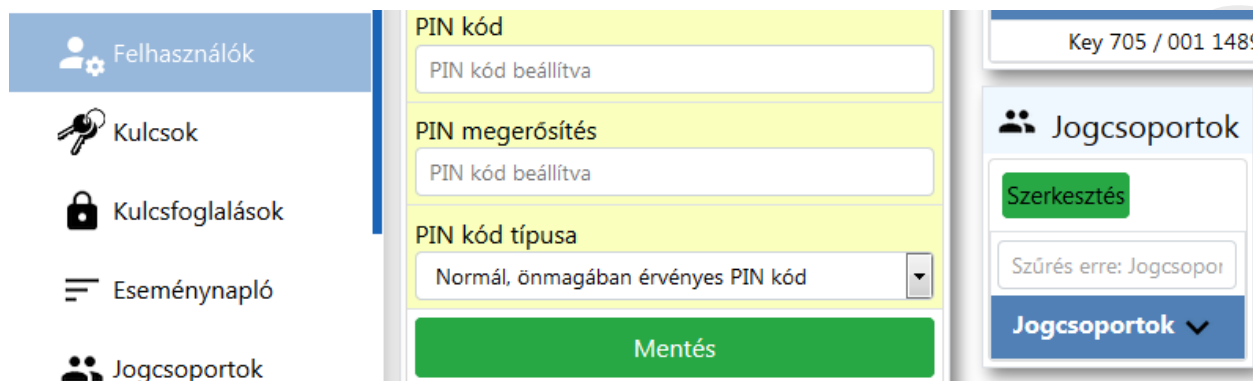 Felhasználók
Kulcsok
Kulcsfoglalások
Eseménynapló
Jogcsoportok
PIN kód
PIN kód beállítva
PIN megerősítés
PIN kód beállítva
PIN kód típusa
Normál, önmagában érvényes PIN kód
Mentés
Key 705 / 001 1489
Jogcsoportok
Szerkesztés
Szűrés erre: Jogcsopor
Jogcsoportok